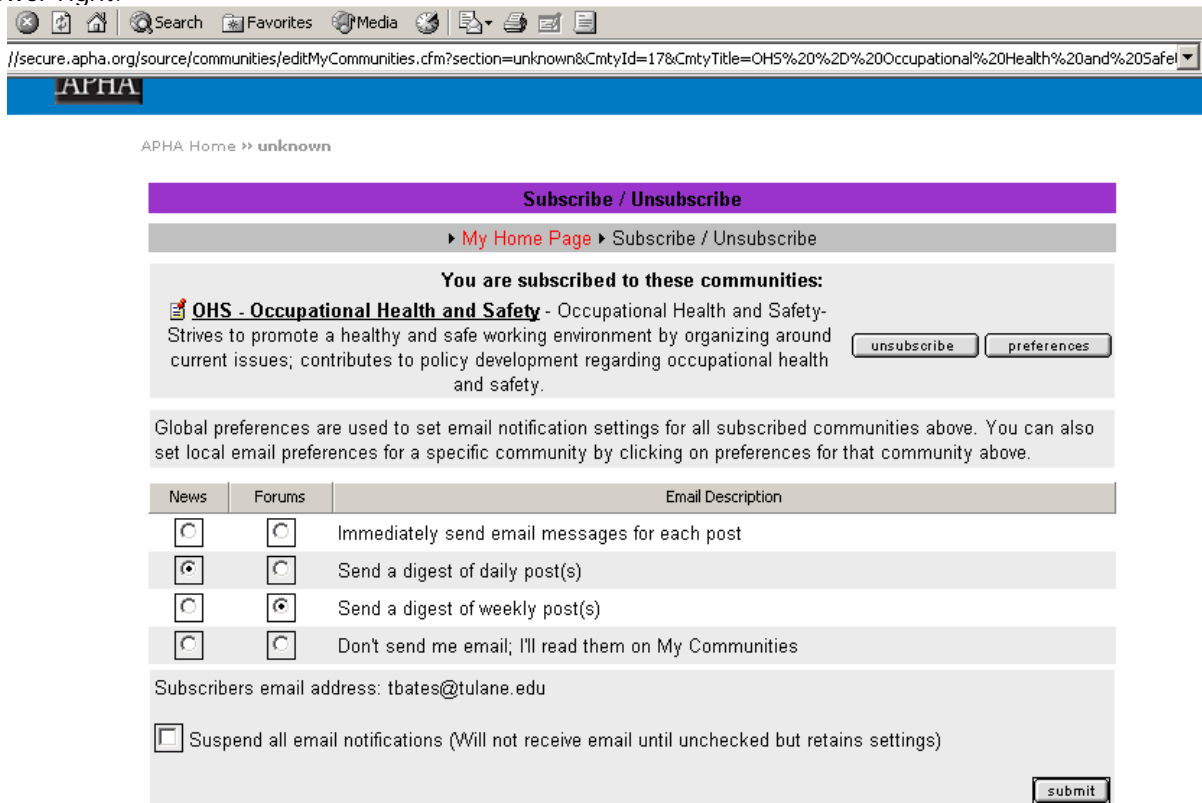 Search Favorites Media
//secure.apha.org/source/communities/editMyCommunities.cfm?section=unknown&CmtyId=17&CmtyTitle=OHS%20%2D%20Occupational%20Health%20and%20Safe
APHA
APHA Home >> unknown
Subscribe / Unsubscribe
My Home Page Subscribe / Unsubscribe
You are subscribed to these communities:
OHS - Occupational Health and Safety - Occupational Health and Safety-
Strives to promote a healthy and safe working environment by organizing around
current issues; contributes to policy development regarding occupational health
and safety.
unsubscribe preferences
Global preferences are used to set email notification settings for all subscribed communities above. You can also
set local email preferences for a specific community by clicking on preferences for that community above.
News Forums Email Description
Immediately send email messages for each post
Send a digest of daily post(s)
Send a digest of weekly post(s)
Don't send me email; I'll read them on My Communities
Subscribers email address: tbates@tulane.edu
Suspend all email notifications (Will not receive email until unchecked but retains settings)
submit